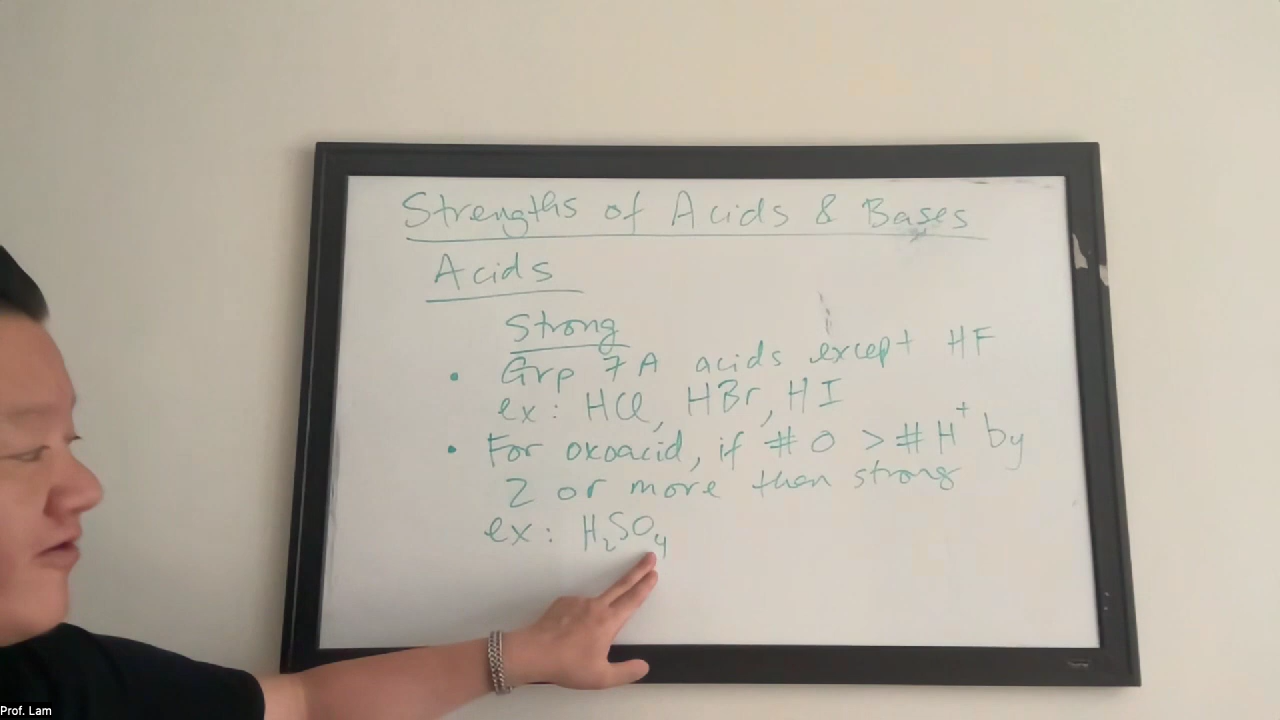 Strengths of Acids & Bases
Acids
Strong
• Grp 7A acids except HF
ex: HCl, HBr, HI
• For oxoacid, if # O > # H⁺ by
2 or more then strong
ex: H₂SO₄
Prof. Lam